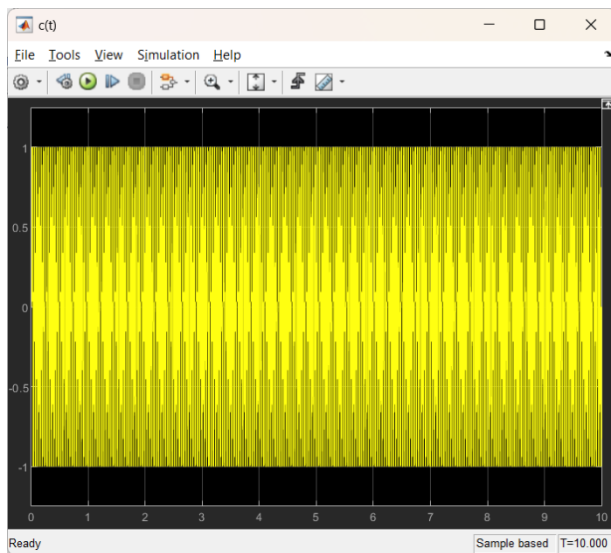 c(t)
File Tools View Simulation Help
1
0.5
0
-0.5
-1
0 1 2 3 4 5 6 7 8 9 10
Ready Sample based T=10.000